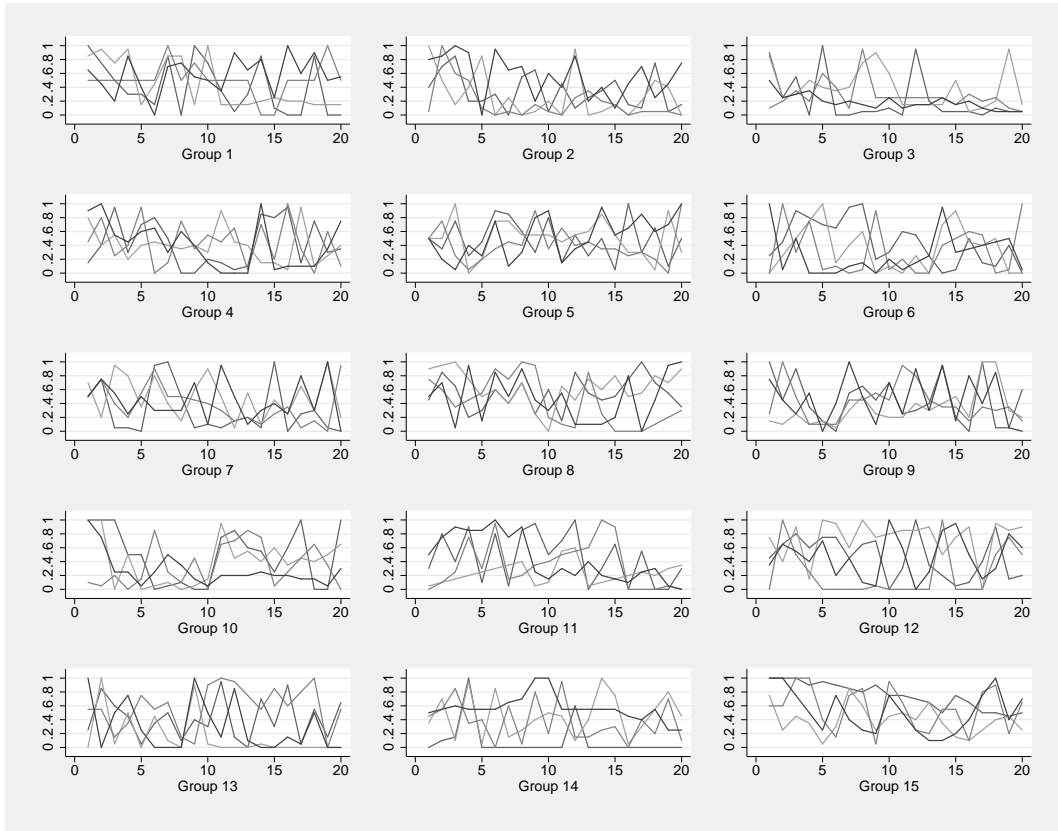 0 .2 .4 .6 .8 1 0 .2 .4 .6 .8 1 0 .2 .4 .6 .8 1
0 5 10 15 20 0 5 10 15 20 0 5 10 15 20
Group 1 Group 2 Group 3
0 .2 .4 .6 .8 1 0 .2 .4 .6 .8 1 0 .2 .4 .6 .8 1
0 5 10 15 20 0 5 10 15 20 0 5 10 15 20
Group 4 Group 5 Group 6
0 .2 .4 .6 .8 1 0 .2 .4 .6 .8 1 0 .2 .4 .6 .8 1
0 5 10 15 20 0 5 10 15 20 0 5 10 15 20
Group 7 Group 8 Group 9
0 .2 .4 .6 .8 1 0 .2 .4 .6 .8 1 0 .2 .4 .6 .8 1
0 5 10 15 20 0 5 10 15 20 0 5 10 15 20
Group 10 Group 11 Group 12
0 .2 .4 .6 .8 1 0 .2 .4 .6 .8 1 0 .2 .4 .6 .8 1
0 5 10 15 20 0 5 10 15 20 0 5 10 15 20
Group 13 Group 14 Group 15